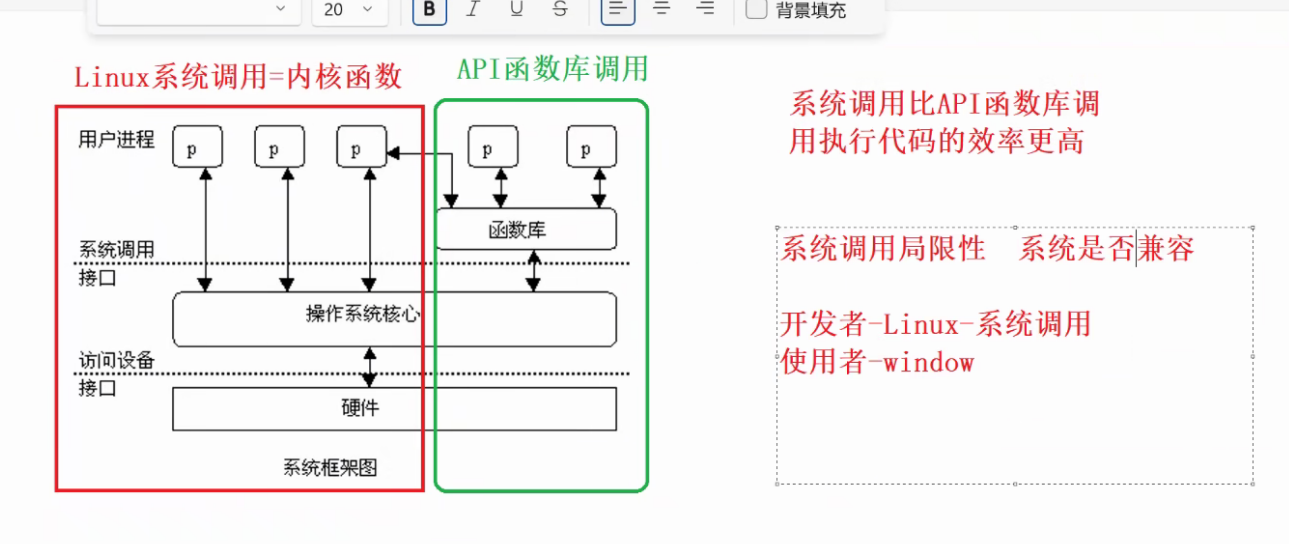 20
B I U S
背景填充
Linux系统调用=内核函数
API函数库调用
用户进程
p
p
p
p
p
函数库
系统调用
接口
操作系统核心
访问设备
接口
硬件
系统框架图
系统调用比API函数库调
用执行代码的效率更高
系统调用局限性 系统是否兼容
开发者-Linux-系统调用
使用者-window